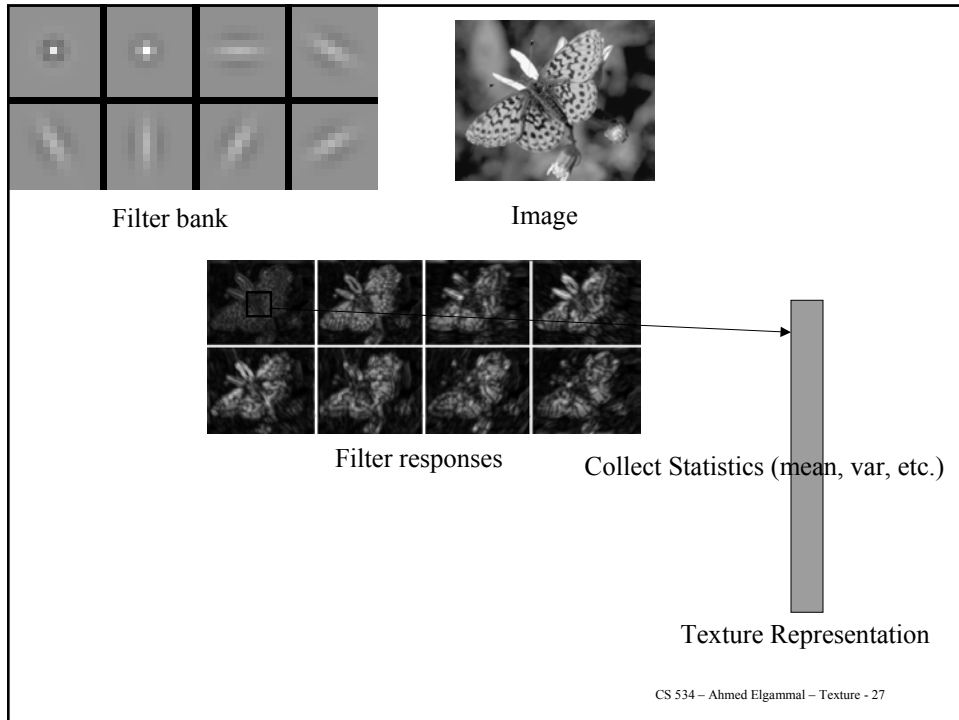 Filter bank
Image
Filter responses
Collect Statistics (mean, var, etc.)
Texture Representation
CS 534 – Ahmed Elgammal – Texture - 27